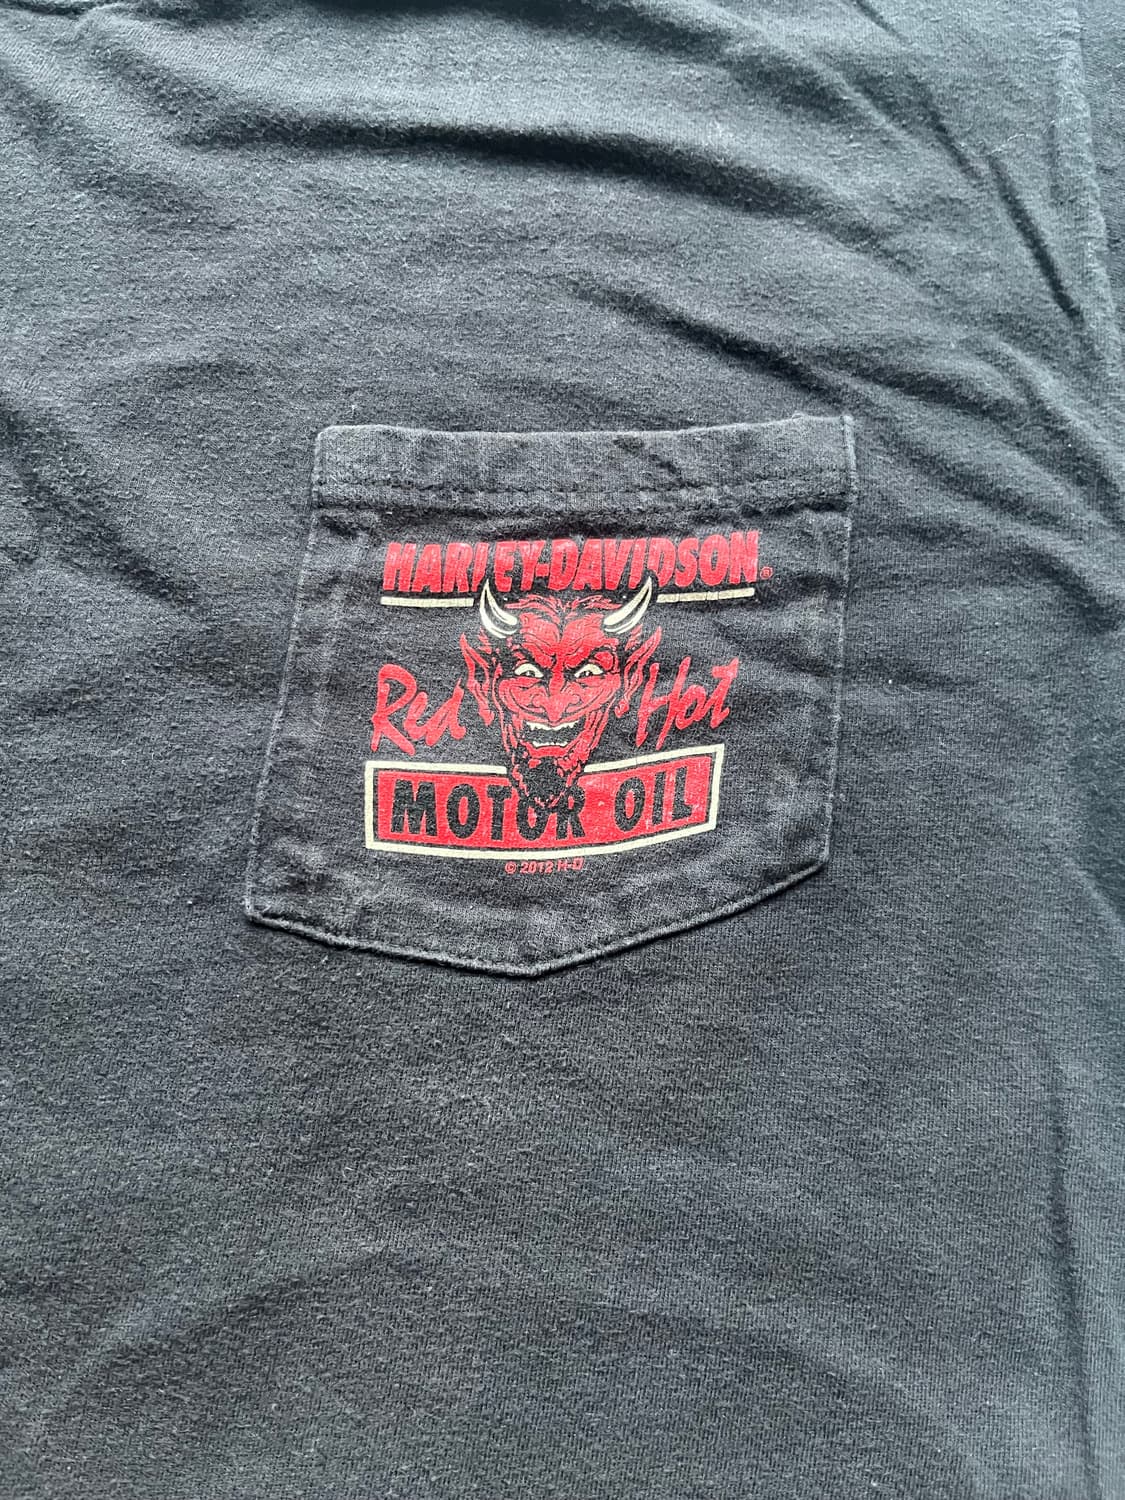 HARLEY-DAVIDSON®
Red Hot
MOTOR OIL
© 2012 H-D